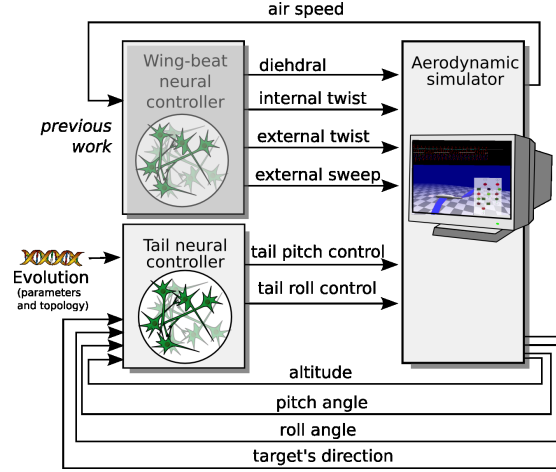 air speed
Wing-beat
neural
controller
previous
work
diehdral
internal twist
external twist
external sweep
Aerodynamic
simulator
Tail neural
controller
Evolution
(parameters
and topology)
tail pitch control
tail roll control
altitude
pitch angle
roll angle
target's direction